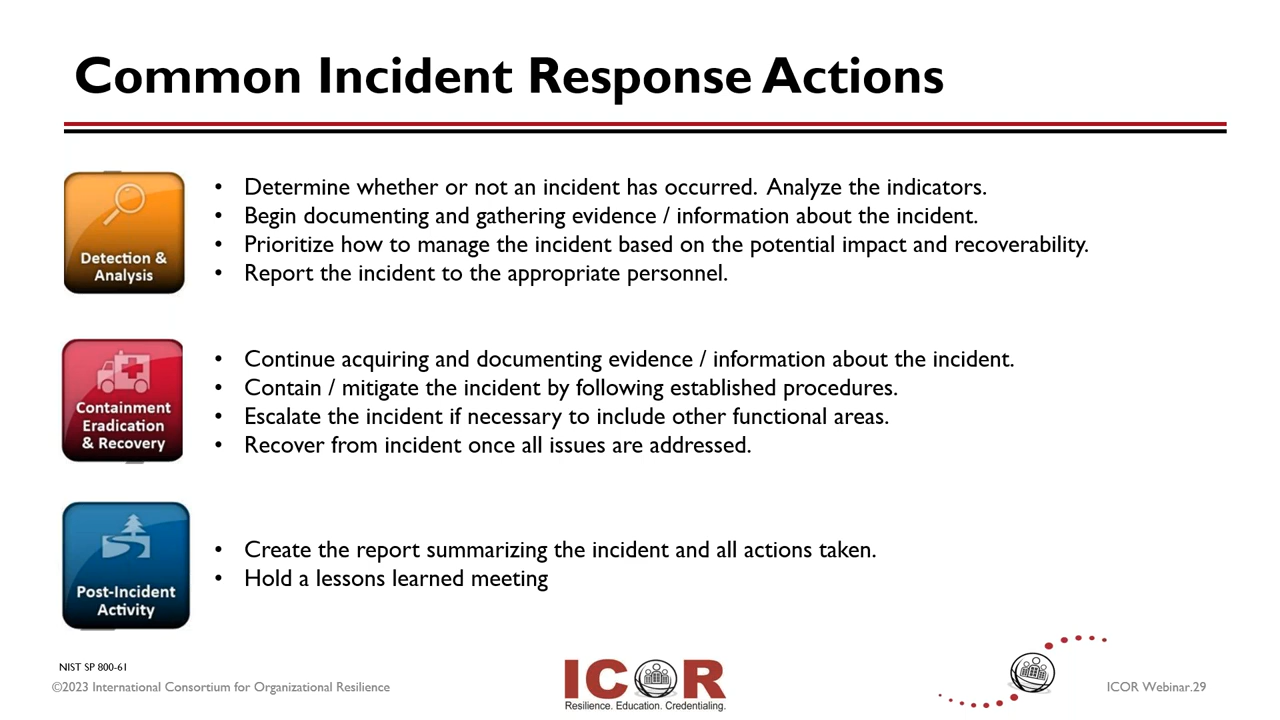 Common Incident Response Actions
Detection &
Analysis
• Determine whether or not an incident has occurred. Analyze the indicators.
• Begin documenting and gathering evidence / information about the incident.
• Prioritize how to manage the incident based on the potential impact and recoverability.
• Report the incident to the appropriate personnel.
Containment
Eradication
& Recovery
• Continue acquiring and documenting evidence / information about the incident.
• Contain / mitigate the incident by following established procedures.
• Escalate the incident if necessary to include other functional areas.
• Recover from incident once all issues are addressed.
Post-Incident
Activity
• Create the report summarizing the incident and all actions taken.
• Hold a lessons learned meeting
NIST SP 800-61
©2023 International Consortium for Organizational Resilience
ICOR
Resilience. Education. Credentialing.
ICOR Webinar.29